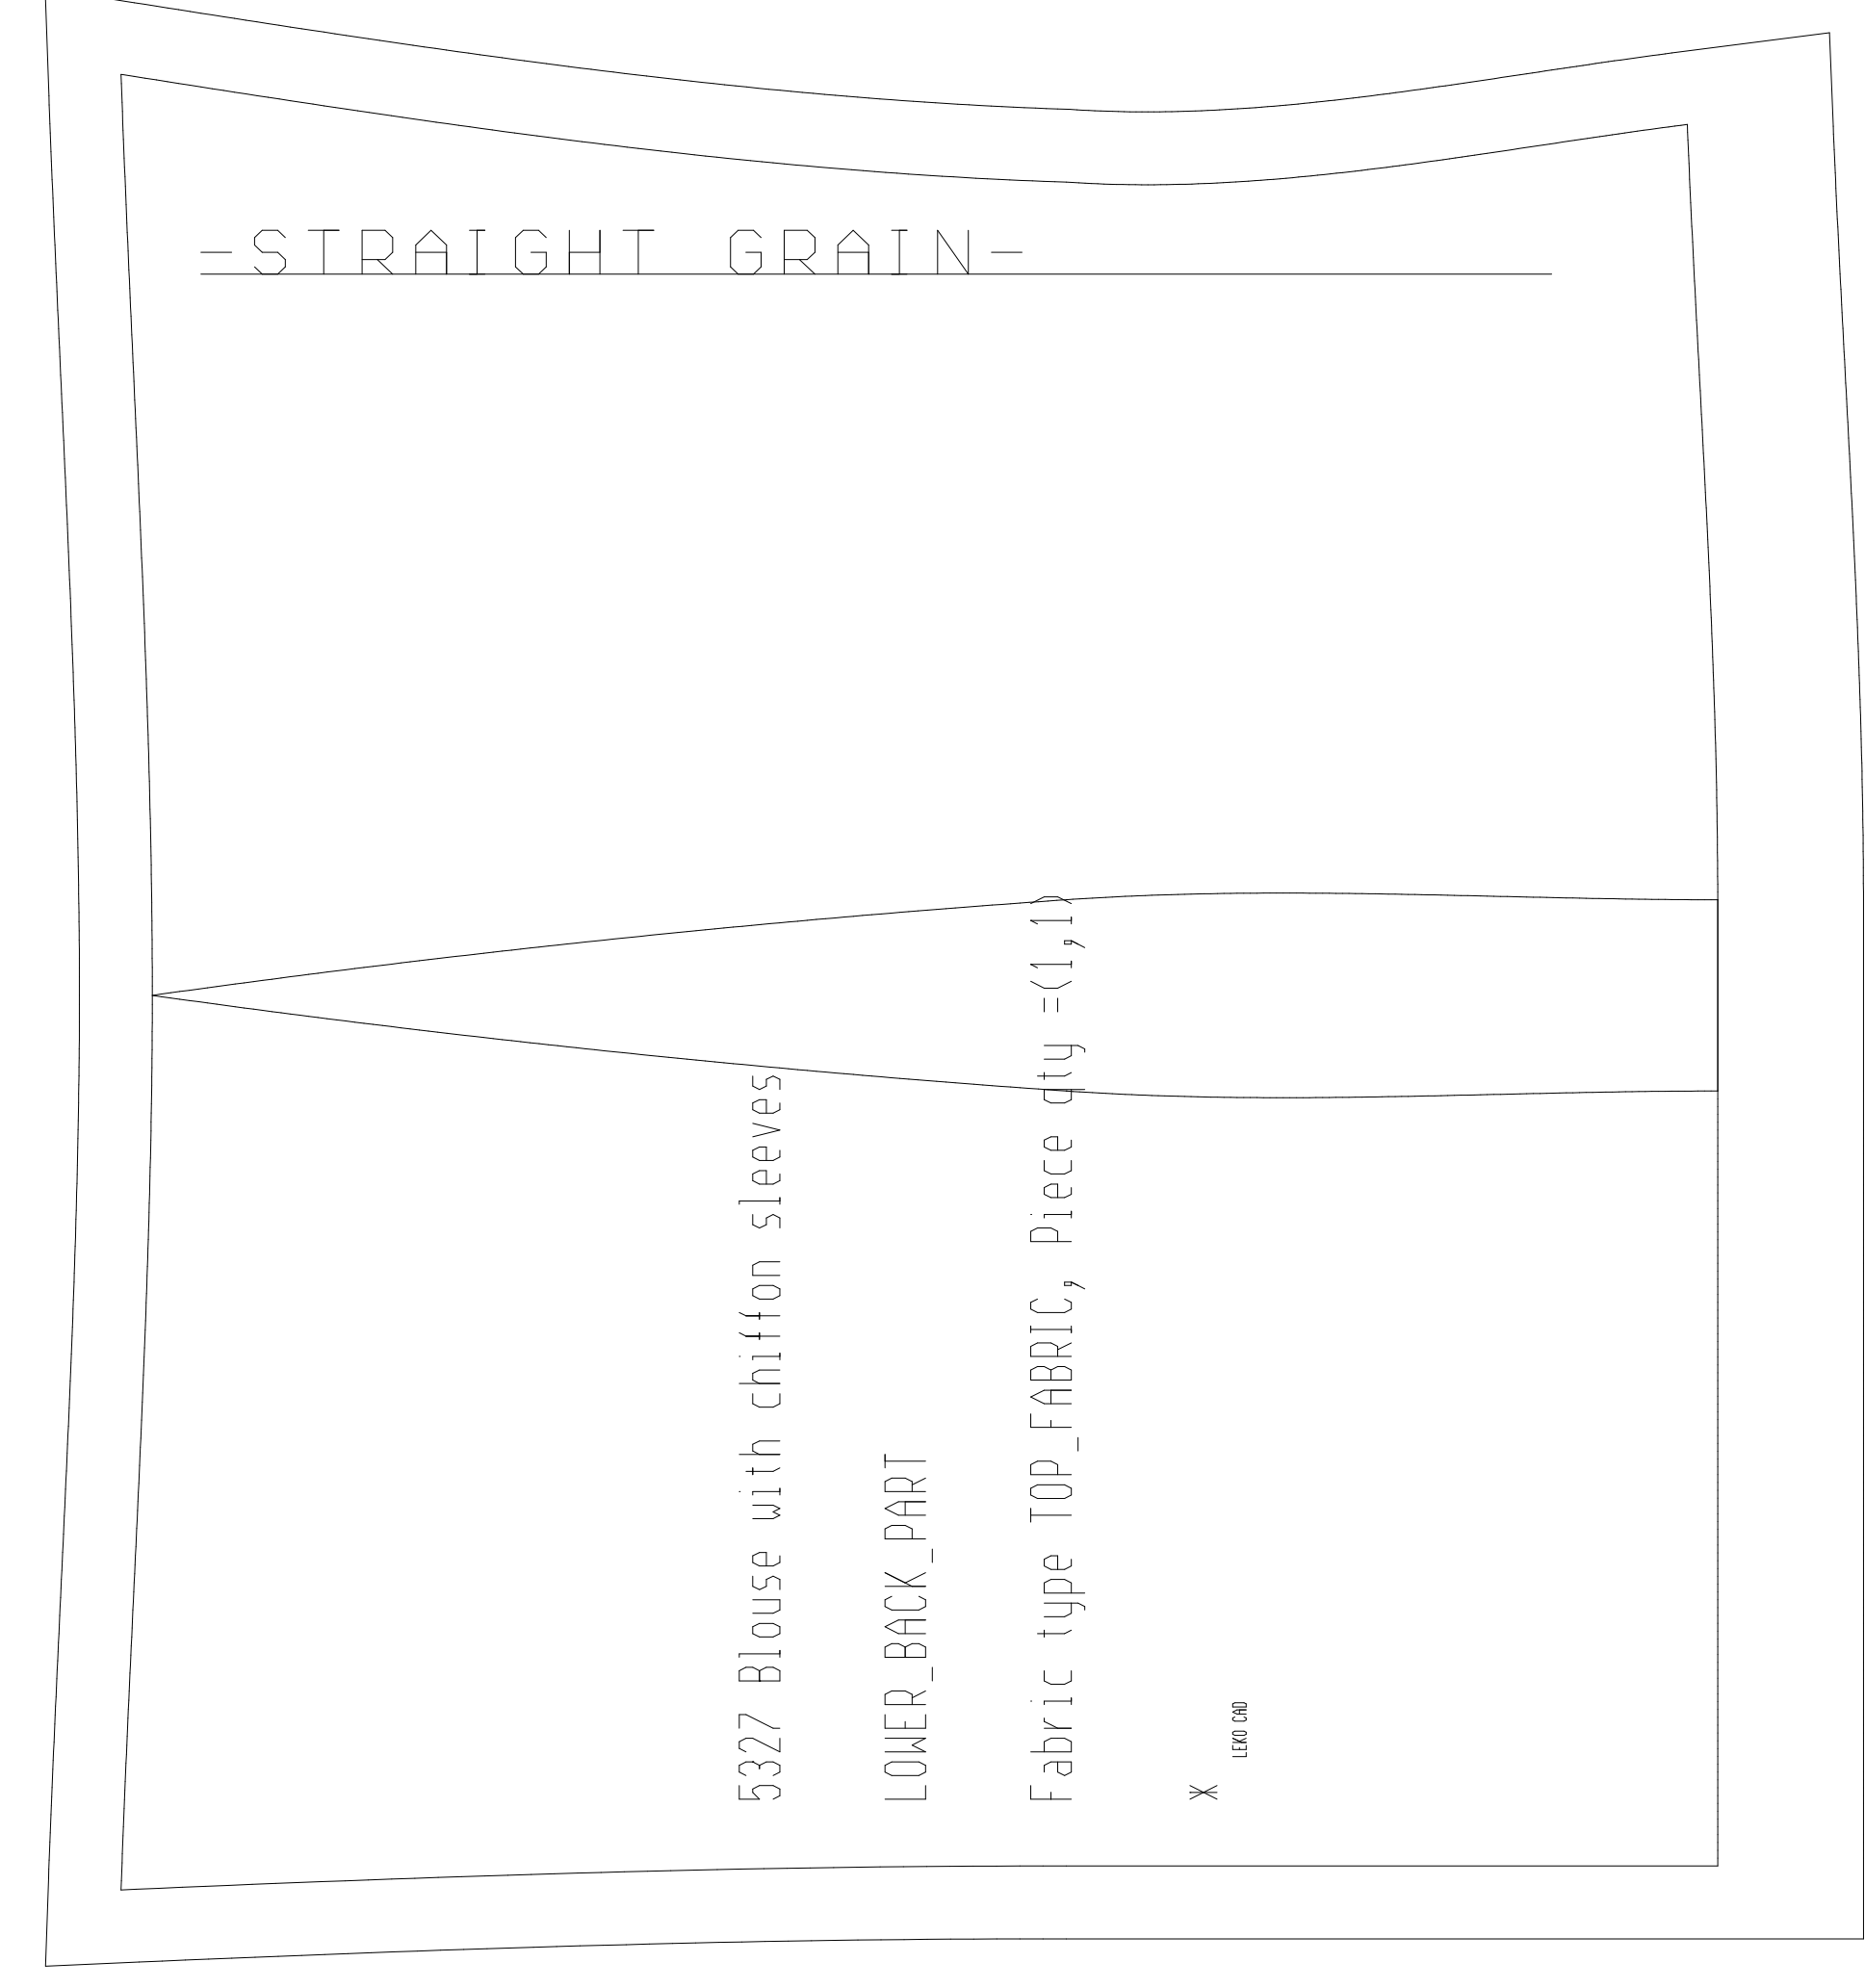 -STRAIGHT GRAIN-
5327 Blouse with chiffon sleeves
LOWER_BACK_PART
Fabric type TOP_FABRIC, Piece qty =(1,1)
*
LEKO CAD